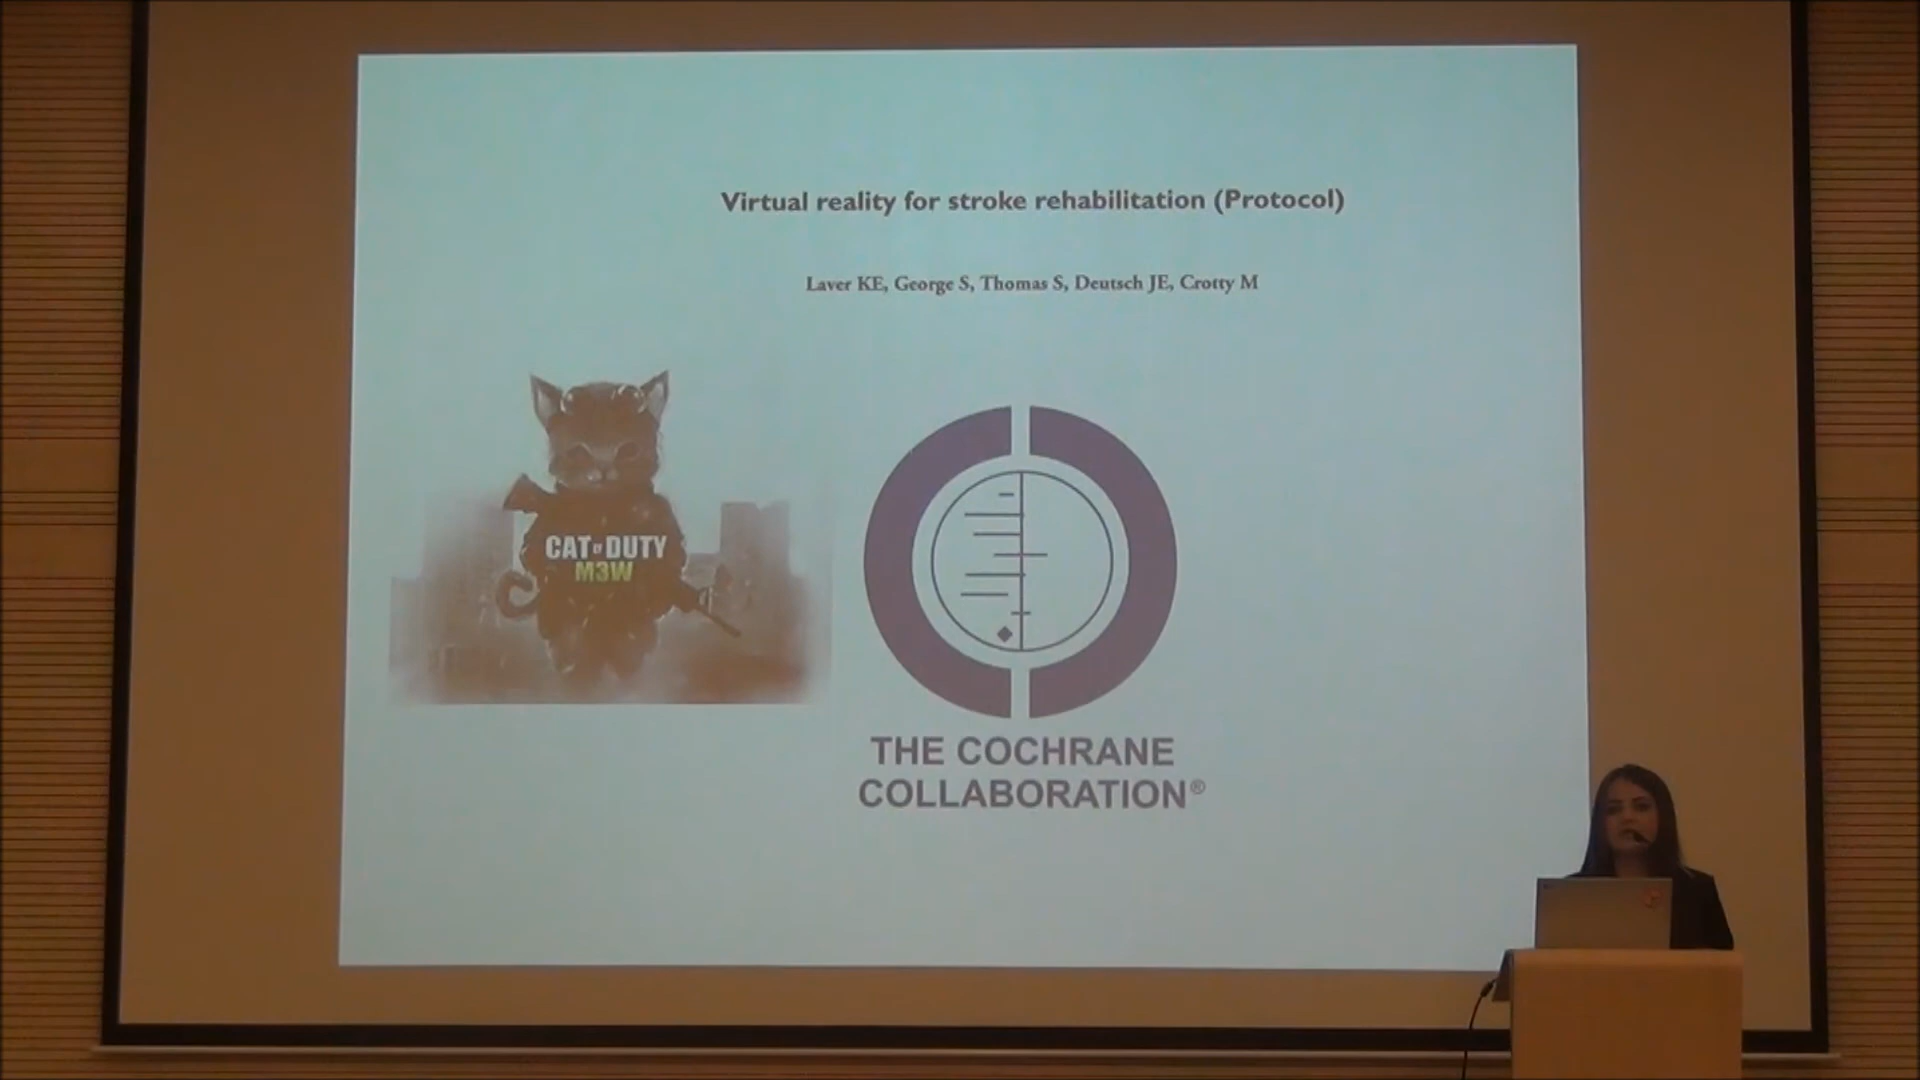 Virtual reality for stroke rehabilitation (Protocol)
Laver KE, George S, Thomas S, Deutsch JE, Crotty M
CAT OF DUTY
M3W
THE COCHRANE
COLLABORATION®